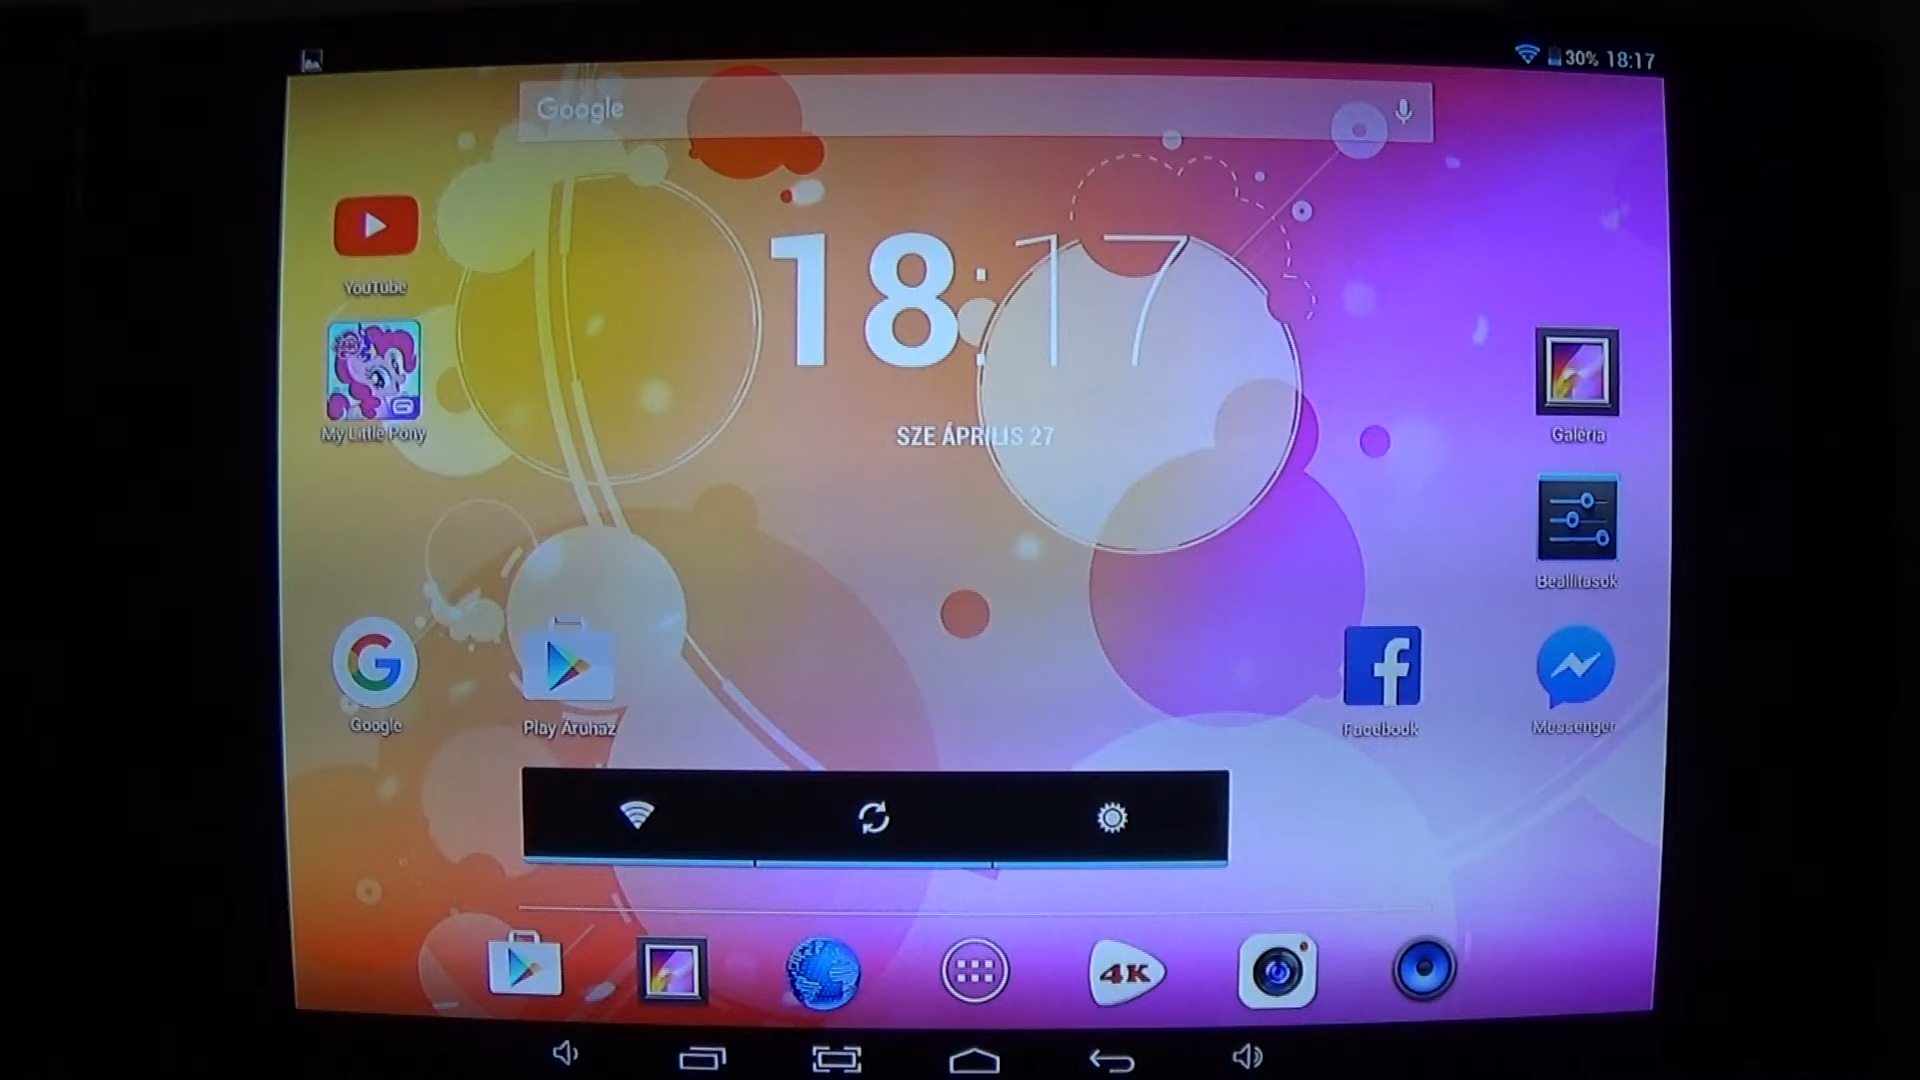 30% 18:17
Google
18:17
SZE ÁPRILIS 27
YouTube
My Little Pony
Galéria
Beállítások
Google
Play Áruház
Facebook
Messenger
4K